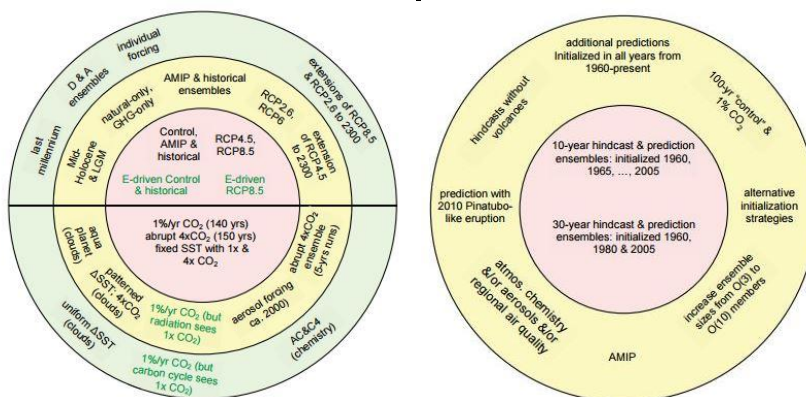 individual
forcing
D & A
ensembles
last
millennium
extensions of RCP8.5
& RCP2.6 to 2300
AMIP & historical
ensembles
natural-only,
GHG-only
Mid-
Holocene
& LGM
RCP2.6,
RCP6
extension
of RCP4.5
to 2300
Control,
AMIP &
historical
RCP4.5,
RCP8.5
E-driven Control
& historical
E-driven
RCP8.5
1%/yr CO₂ (140 yrs)
abrupt 4xCO₂ (150 yrs)
fixed SST with 1x &
4x CO₂
aqua
planet
(clouds)
patterned
ΔSST; 4xCO₂
(clouds)
1%/yr CO₂ (but
radiation sees
1x CO₂)
aerosol forcing
ca. 2000)
abrupt 4xCO₂
ensemble
(5-yrs runs)
uniform ΔSST
(clouds)
1%/yr CO₂ (but
carbon cycle sees
1x CO₂)
AC&C4
(chemistry)
additional predictions
Initialized in all years from
1960-present
hindcasts without
volcanoes
100-yr "control" &
1% CO₂
10-year hindcast & prediction
ensembles: initialized 1960,
1965, ..., 2005
prediction with
2010 Pinatubo-
like eruption
alternative
initialization
strategies
30-year hindcast & prediction
ensembles: initialized 1960,
1980 & 2005
atmos, chemistry
&/or aerosols &/or
regional air quality
increase ensemble
sizes from O(3) to
O(10) members
AMIP